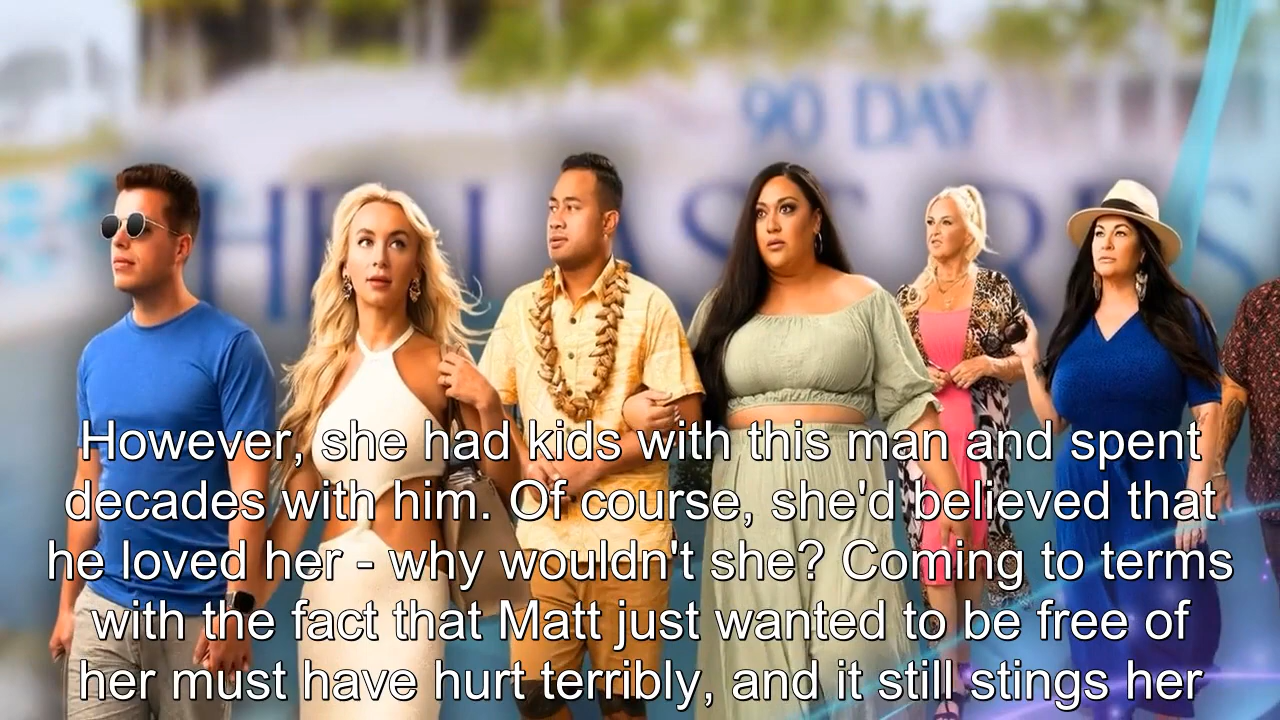 90 DAY
However, she had kids with this man and spent
decades with him. Of course, she'd believed that
he loved her - why wouldn't she? Coming to terms
with the fact that Matt just wanted to be free of
her must have hurt terribly, and it still stings her